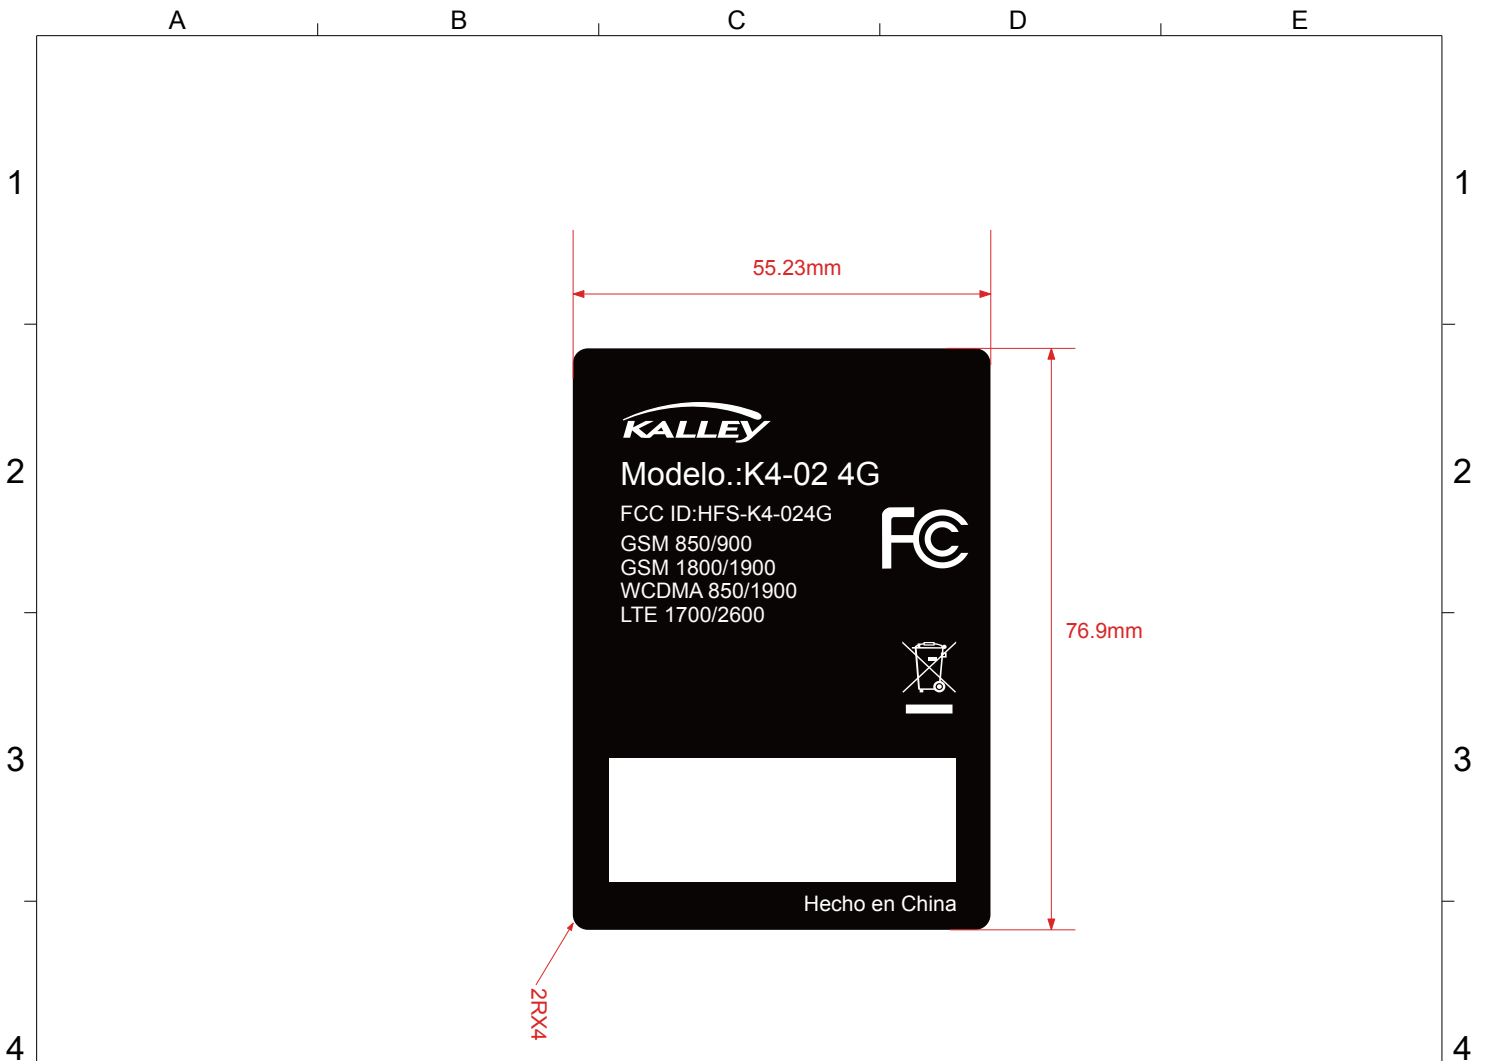 A B C D E
1 1
55.23mm
KALLEY
2 2
Modelo.:K4-02 4G
FCC ID:HFS-K4-024G
FC
GSM 850/900
GSM 1800/1900
WCDMA 850/1900
LTE 1700/2600
76.9mm
3 3
Hecho en China
2RX4
4 4